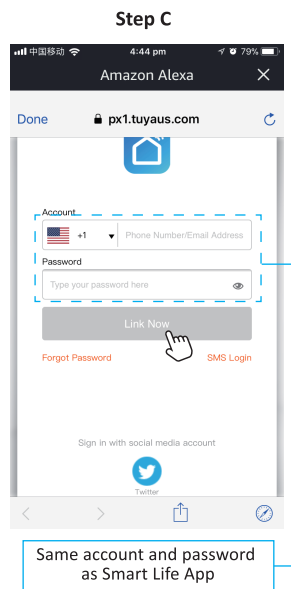 Step C
中国移动
4:44 pm
79%
Amazon Alexa
Done
px1.tuyaus.com
Account
+1
Phone Number/Email Address
Password
Type your password here
Link Now
Forgot Password
SMS Login
Sign in with social media account
Twitter
Same account and password
as Smart Life App